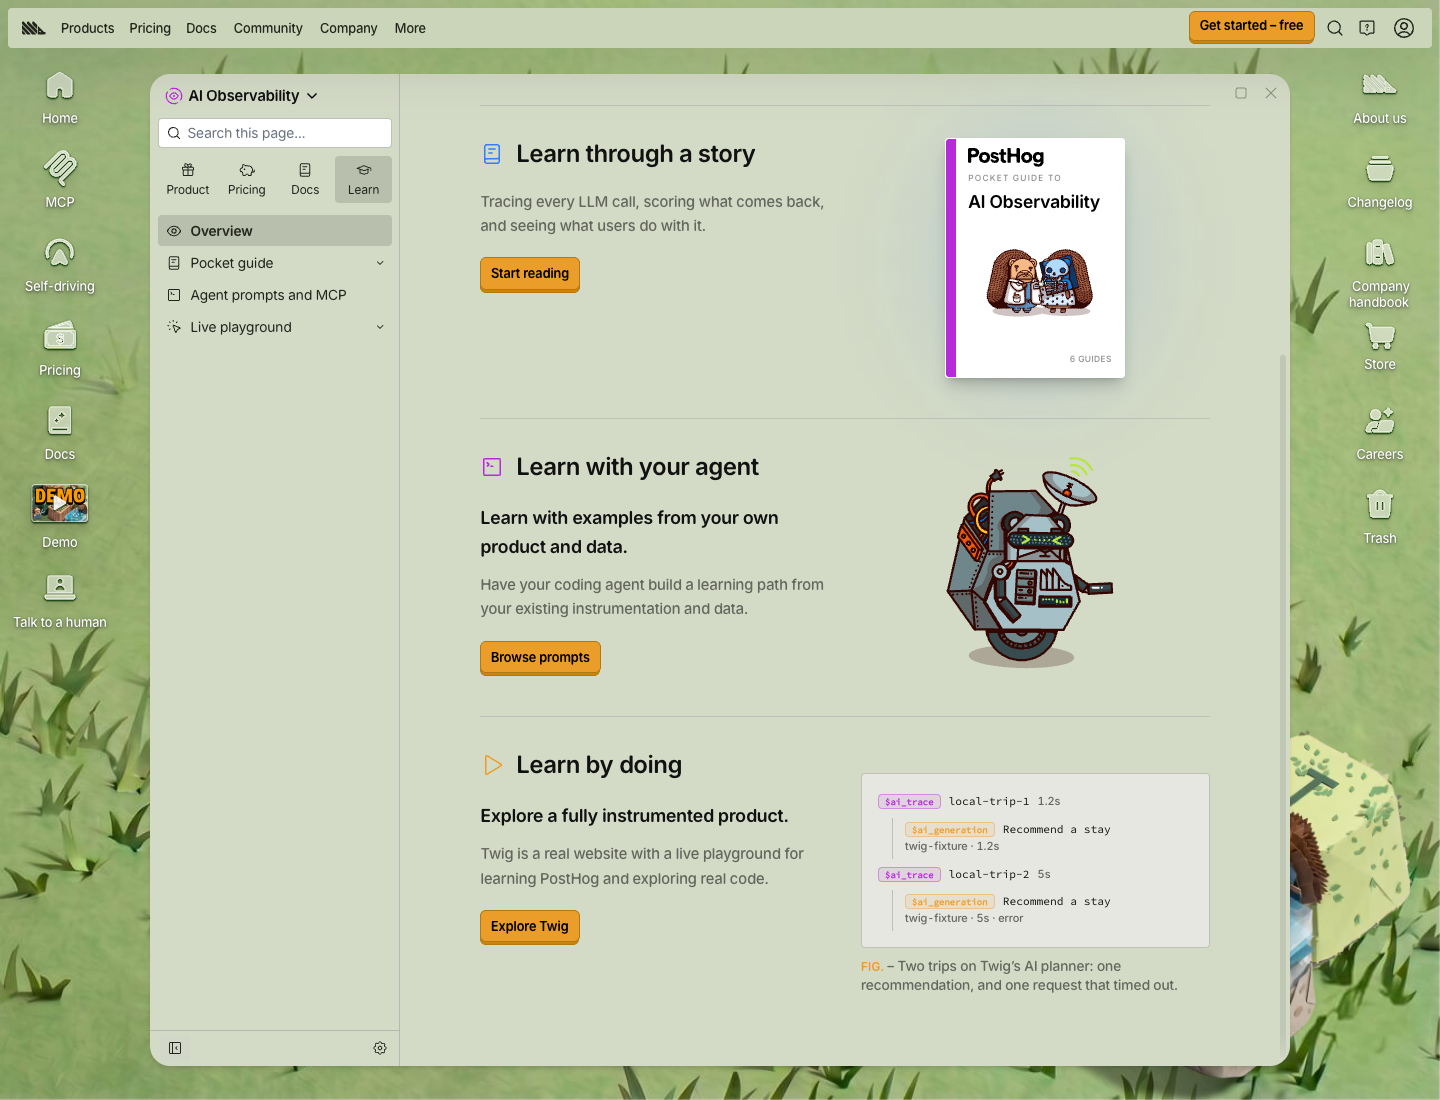 Products Pricing Docs Community Company More
Get started – free
Home
MCP
Self-driving
Pricing
Docs
DEMO
Demo
Talk to a human
AI Observability
Search this page...
Product Pricing Docs Learn
Overview
Pocket guide
Agent prompts and MCP
Live playground
Learn through a story
Tracing every LLM call, scoring what comes back,
and seeing what users do with it.
Start reading
PostHog
POCKET GUIDE TO
AI Observability
6 GUIDES
Learn with your agent
Learn with examples from your own
product and data.
Have your coding agent build a learning path from
your existing instrumentation and data.
Browse prompts
Learn by doing
Explore a fully instrumented product.
Twig is a real website with a live playground for
learning PostHog and exploring real code.
Explore Twig
$ai_trace local-trip-1 1.2s
$ai_generation Recommend a stay
twig-fixture · 1.2s
$ai_trace local-trip-2 5s
$ai_generation Recommend a stay
twig-fixture · 5s · error
FIG. – Two trips on Twig’s AI planner: one
recommendation, and one request that timed out.
About us
Changelog
Company
handbook
Store
Careers
Trash